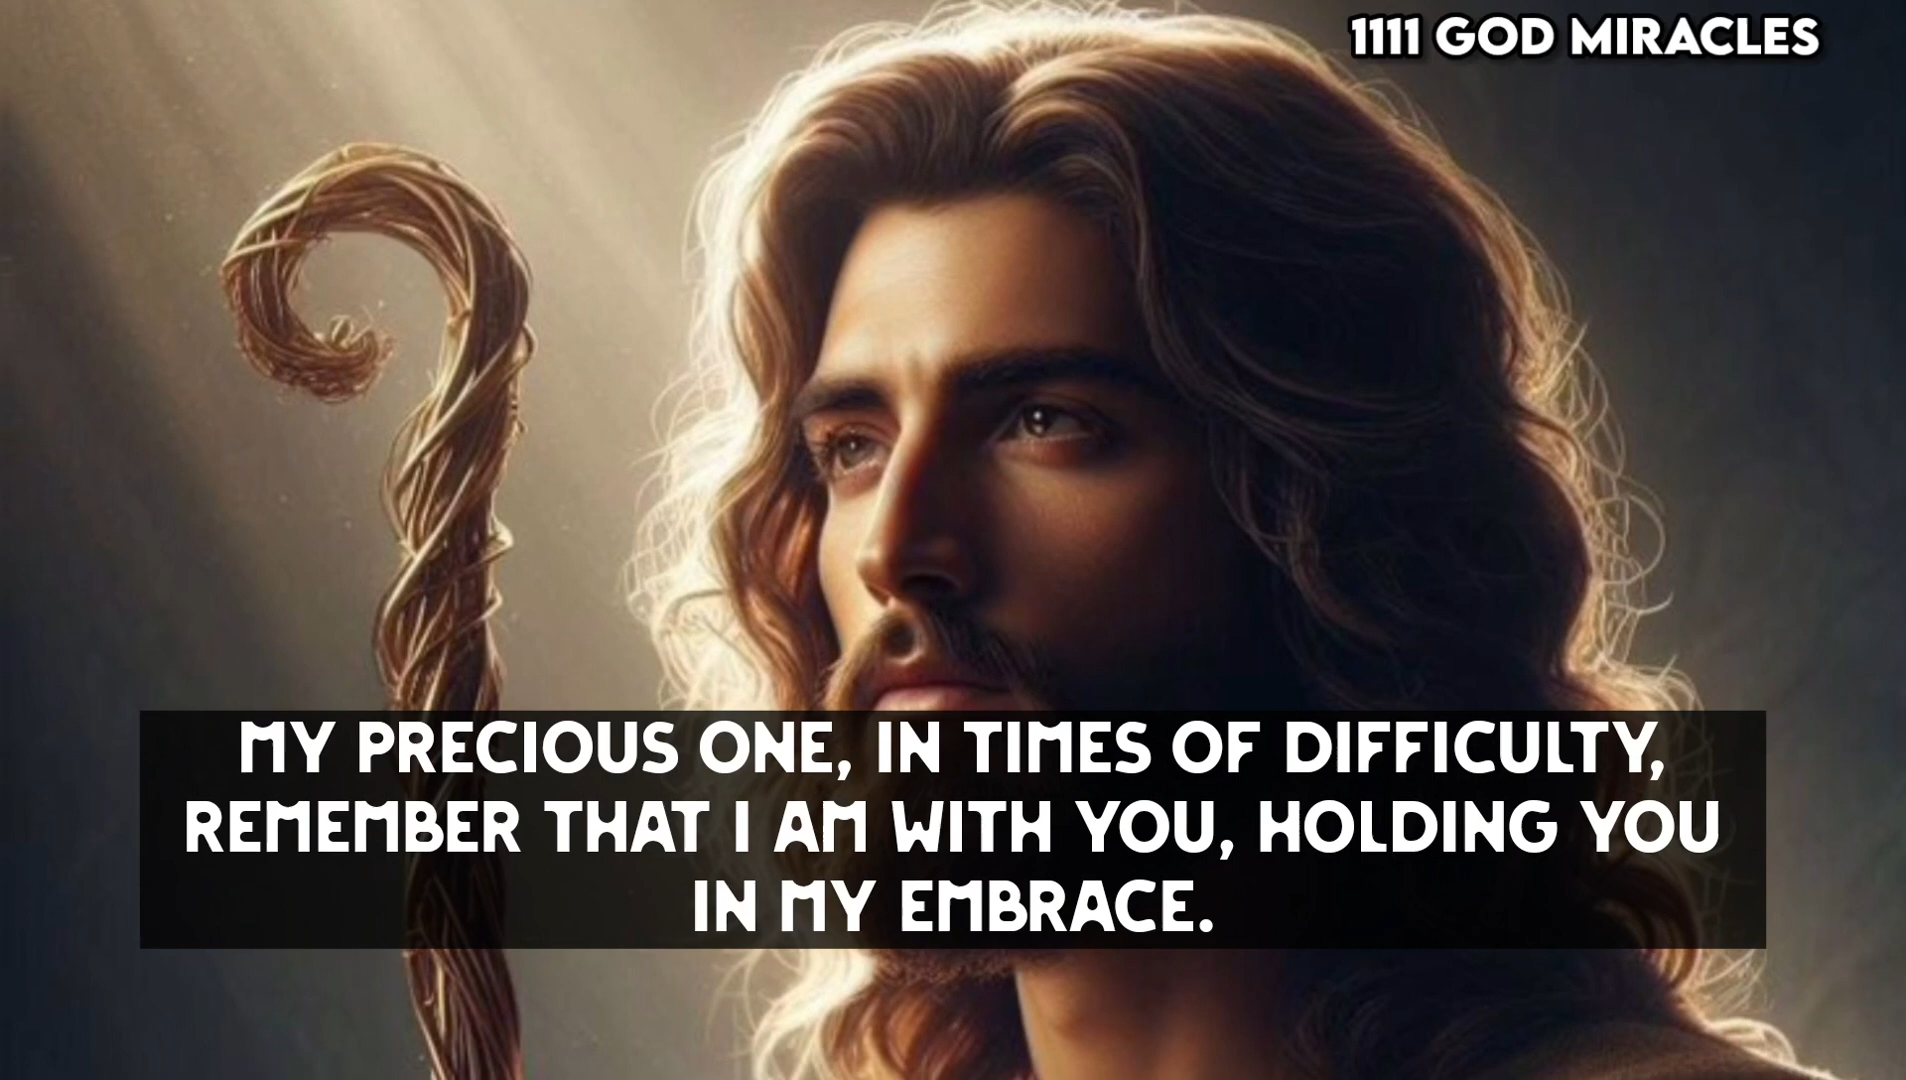 1111 GOD MIRACLES
MY PRECIOUS ONE, IN TIMES OF DIFFICULTY,
REMEMBER THAT I AM WITH YOU, HOLDING YOU
IN MY EMBRACE.